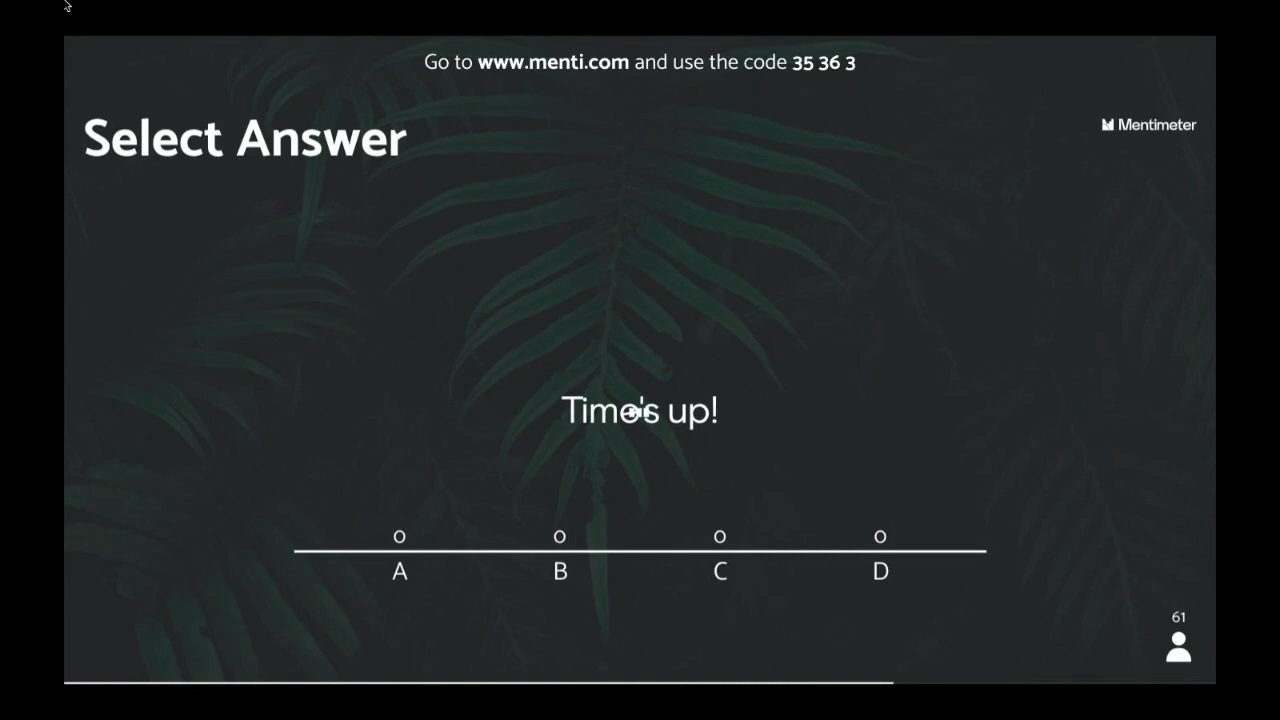 Go to www.menti.com and use the code 35 36 3
Select Answer
Mentimeter
Time's up!
0 0 0 0
A B C D
61